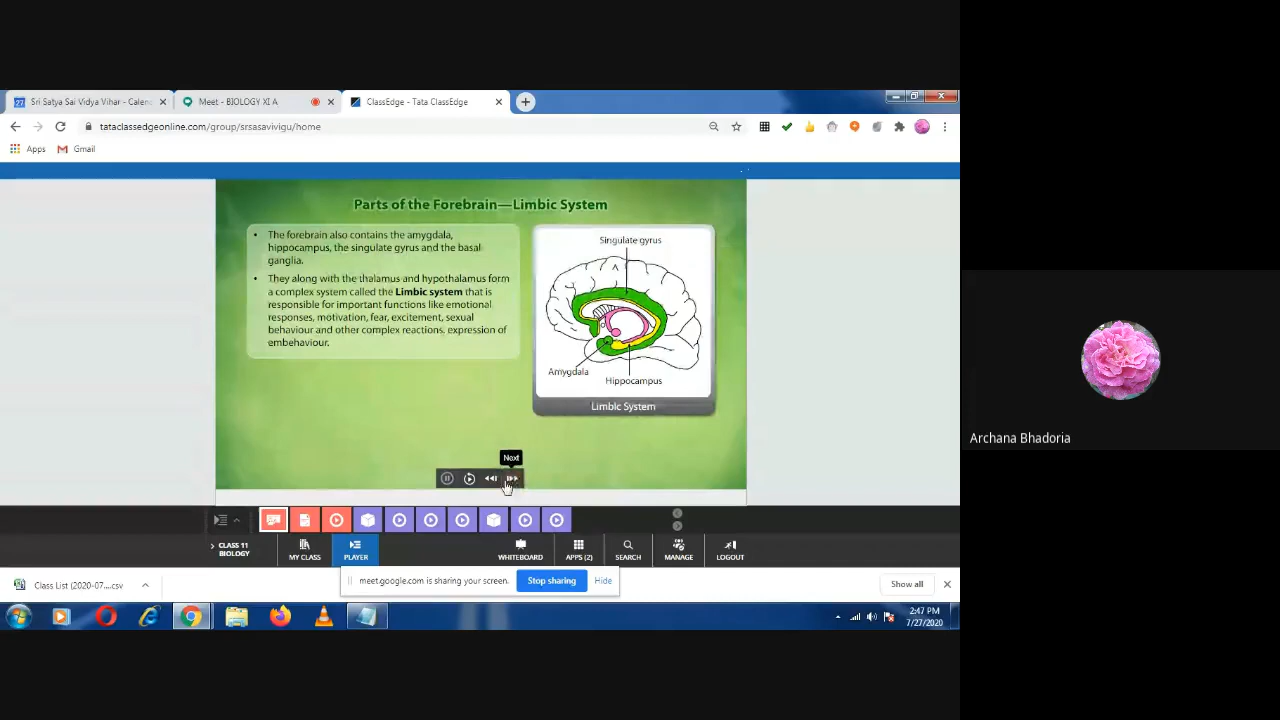 Sri Satya Sai Vidya Vihar - Calen
Meet - BIOLOGY XI A
ClassEdge - Tata ClassEdge
tataclassedgeonline.com/group/srsasavivigu/home
Apps
Gmail
Parts of the Forebrain—Limbic System
• The forebrain also contains the amygdala,
hippocampus, the singulate gyrus and the basal
ganglia.
• They along with the thalamus and hypothalamus form
a complex system called the Limbic system that is
responsible for important functions like emotional
responses, motivation, fear, excitement, sexual
behaviour and other complex reactions. expression of
embehaviour.
Singulate gyrus
Amygdala
Hippocampus
Limbic System
Next
CLASS 11
BIOLOGY
MY CLASS
PLAYER
WHITEBOARD
APPS (2)
SEARCH
MANAGE
LOGOUT
meet.google.com is sharing your screen.
Stop sharing
Hide
Class List (2020-07....csv
Show all
2:47 PM
7/27/2020
Archana Bhadoria